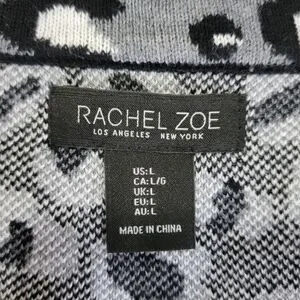 RACHEL ZOE
LOS ANGELES NEW YORK
US:L
CA:L/G
UK:L
EU:L
AU:L
MADE IN CHINA